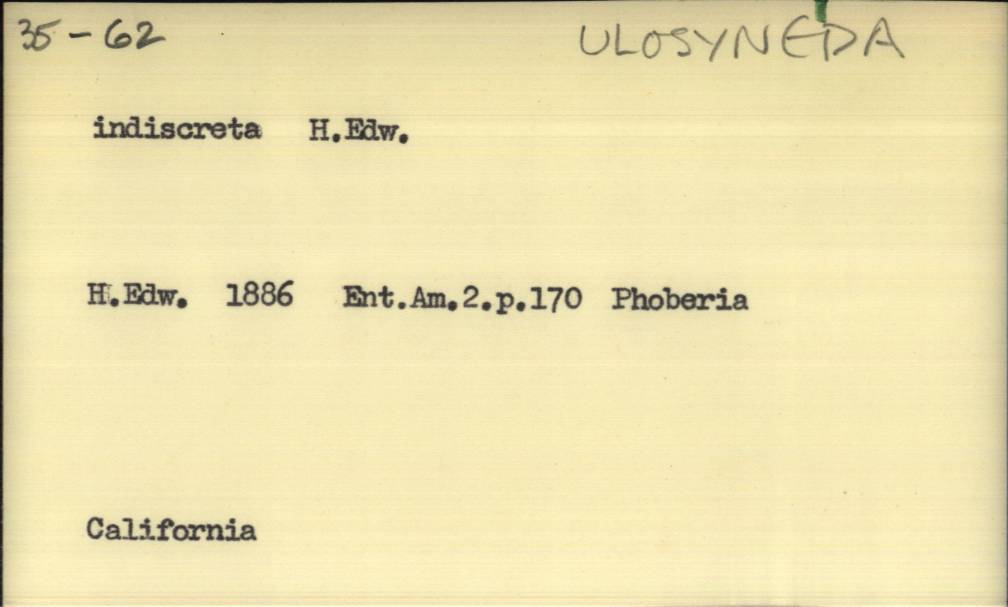 35-62 ULOSYNEDA
indiscreta H.Edw.
H.Edw. 1886 Ent.Am.2.p.170 Phoberia
California